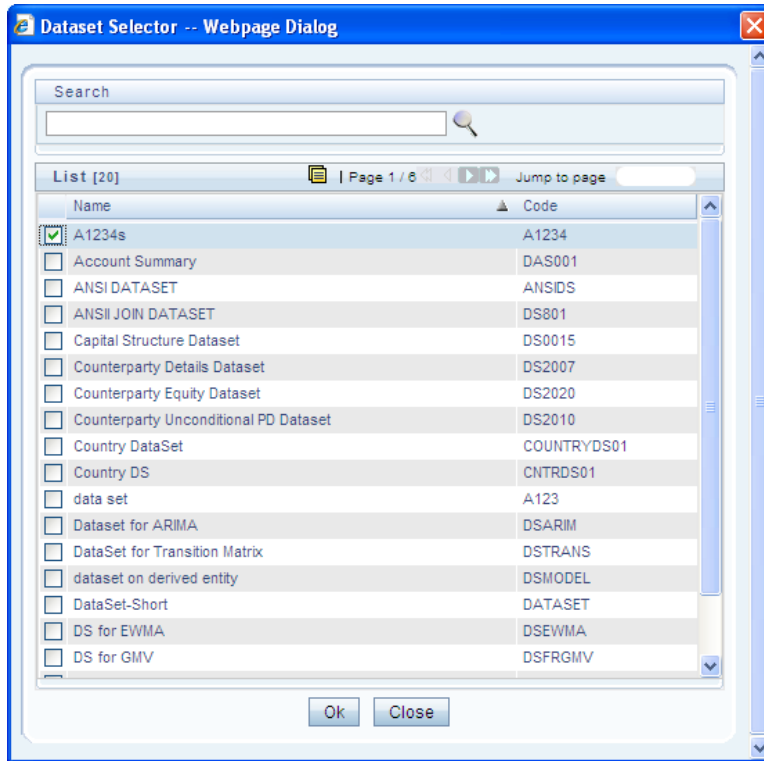 Dataset Selector -- Webpage Dialog
Search
List [20] | Page 1 / 6 Jump to page
Name Code
A1234s A1234
Account Summary DAS001
ANSI DATASET ANSIDS
ANSII JOIN DATASET DS801
Capital Structure Dataset DS0015
Counterparty Details Dataset DS2007
Counterparty Equity Dataset DS2020
Counterparty Unconditional PD Dataset DS2010
Country DataSet COUNTRYDS01
Country DS CNTRDS01
data set A123
Dataset for ARIMA DSARIM
DataSet for Transition Matrix DSTRANS
dataset on derived entity DSMODEL
DataSet-Short DATASET
DS for EWMA DSEWMA
DS for GMV DSFRGMV
Ok Close